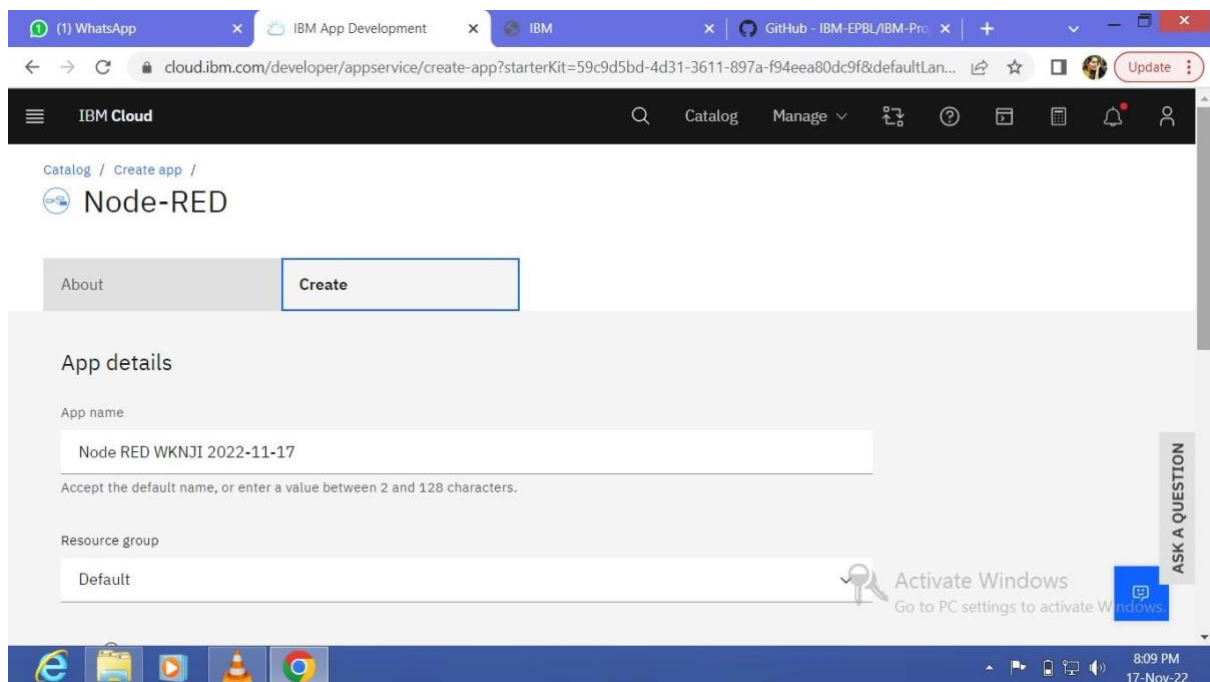 (1) WhatsApp
IBM App Development
IBM
GitHub - IBM-EPBL/IBM-Pro
cloud.ibm.com/developer/appservice/create-app?starterKit=59c9d5bd-4d31-3611-897a-f94eea80dc9f&defaultLan...
Update
IBM Cloud
Catalog
Manage
Catalog / Create app /
Node-RED
About
Create
App details
App name
Node RED WKNJI 2022-11-17
Accept the default name, or enter a value between 2 and 128 characters.
Resource group
Default
ASK A QUESTION
Activate Windows
Go to PC settings to activate Windows.
8:09 PM
17-Nov-22